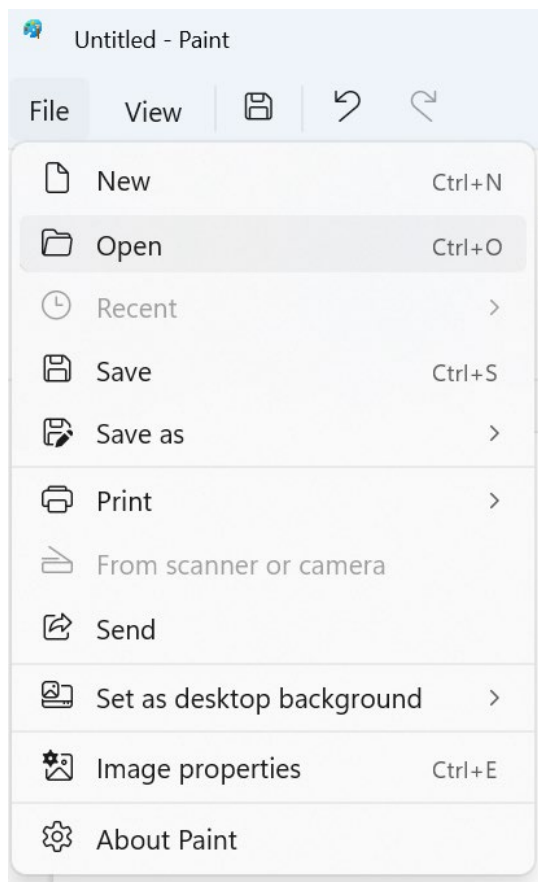 Untitled - Paint
File View
New Ctrl+N
Open Ctrl+O
Recent
Save Ctrl+S
Save as
Print
From scanner or camera
Send
Set as desktop background
Image properties Ctrl+E
About Paint